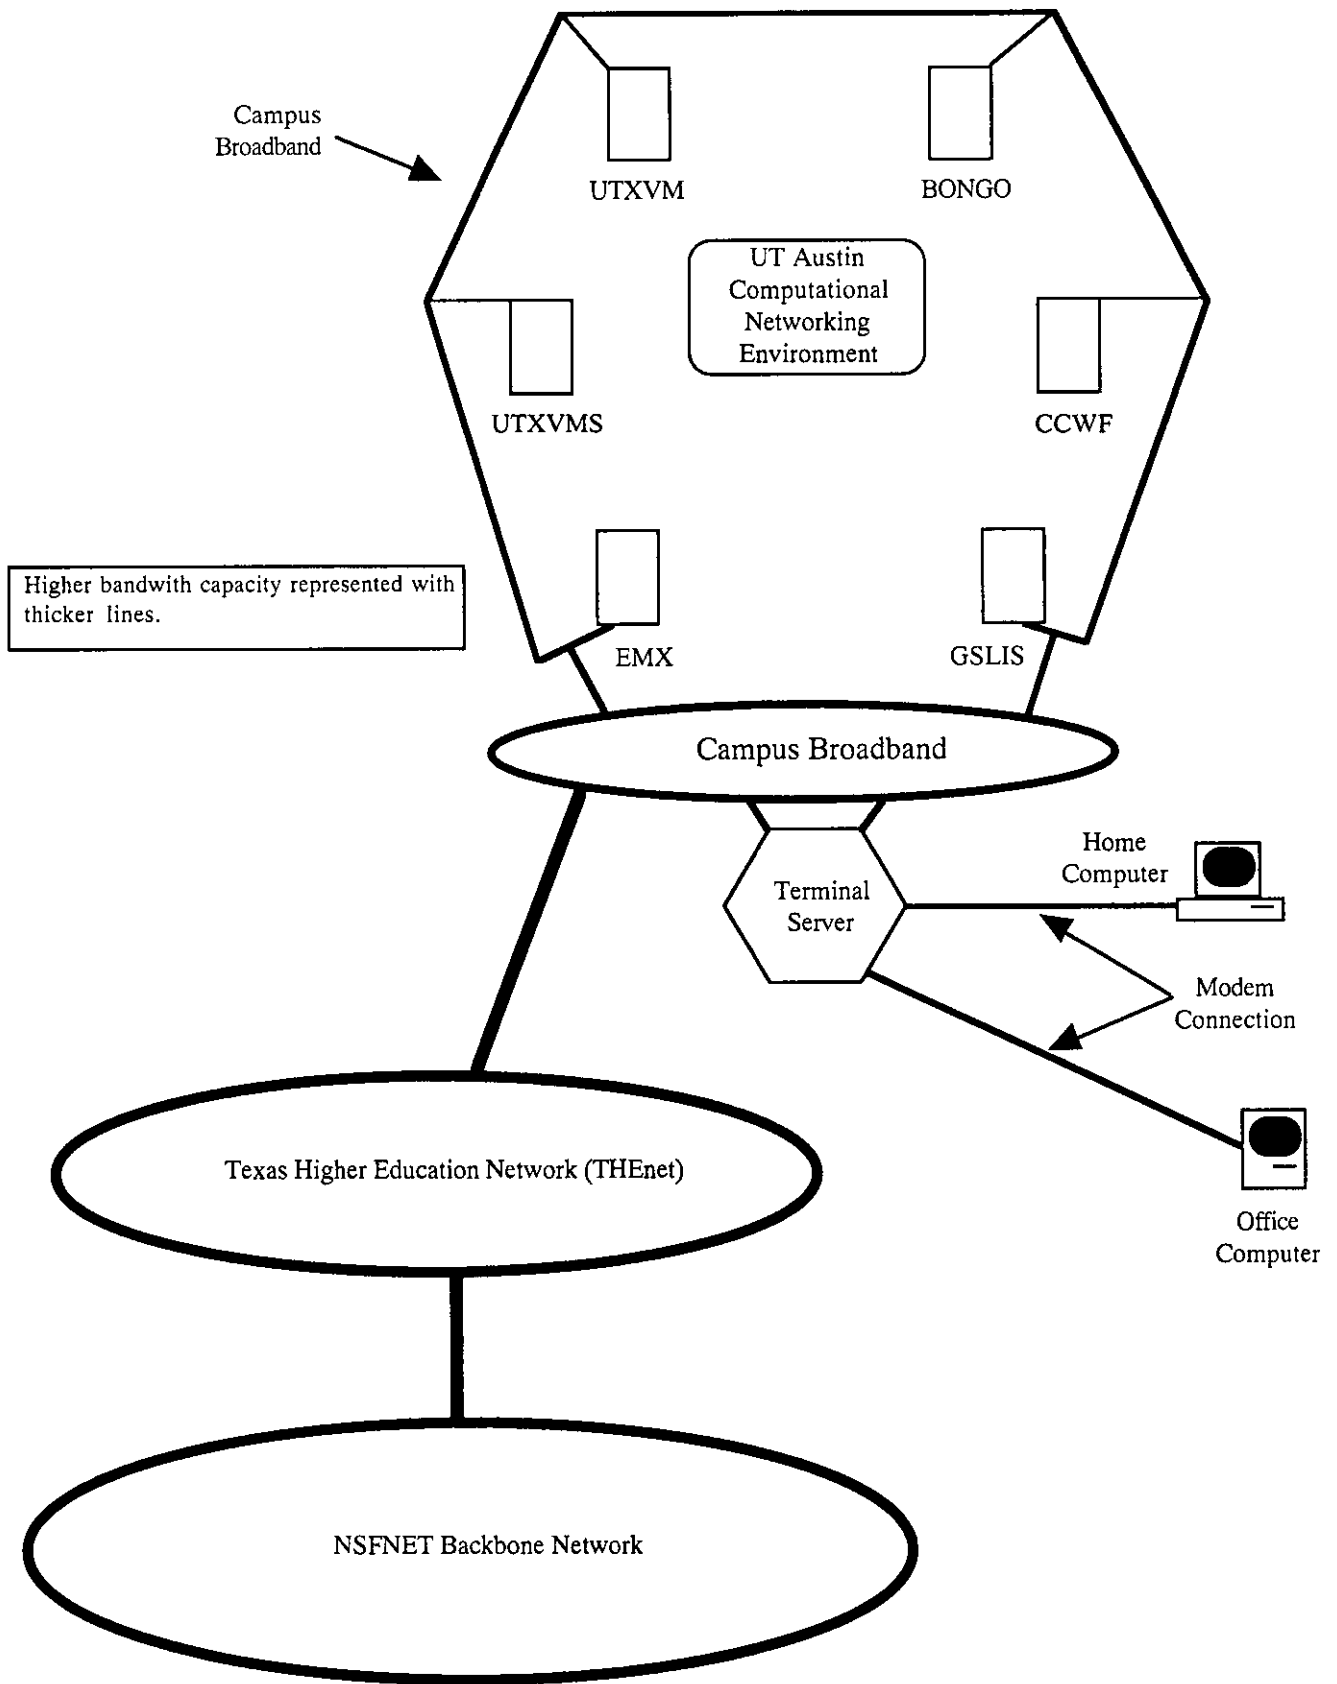 Campus
Broadband
UTXVM
BONGO
UT Austin
Computational
Networking
Environment
UTXVMS
CCWF
Higher bandwith capacity represented with
thicker lines.
EMX
GSLIS
Campus Broadband
Home
Computer
Terminal
Server
Modem
Connection
Texas Higher Education Network (THEnet)
Office
Computer
NSFNET Backbone Network